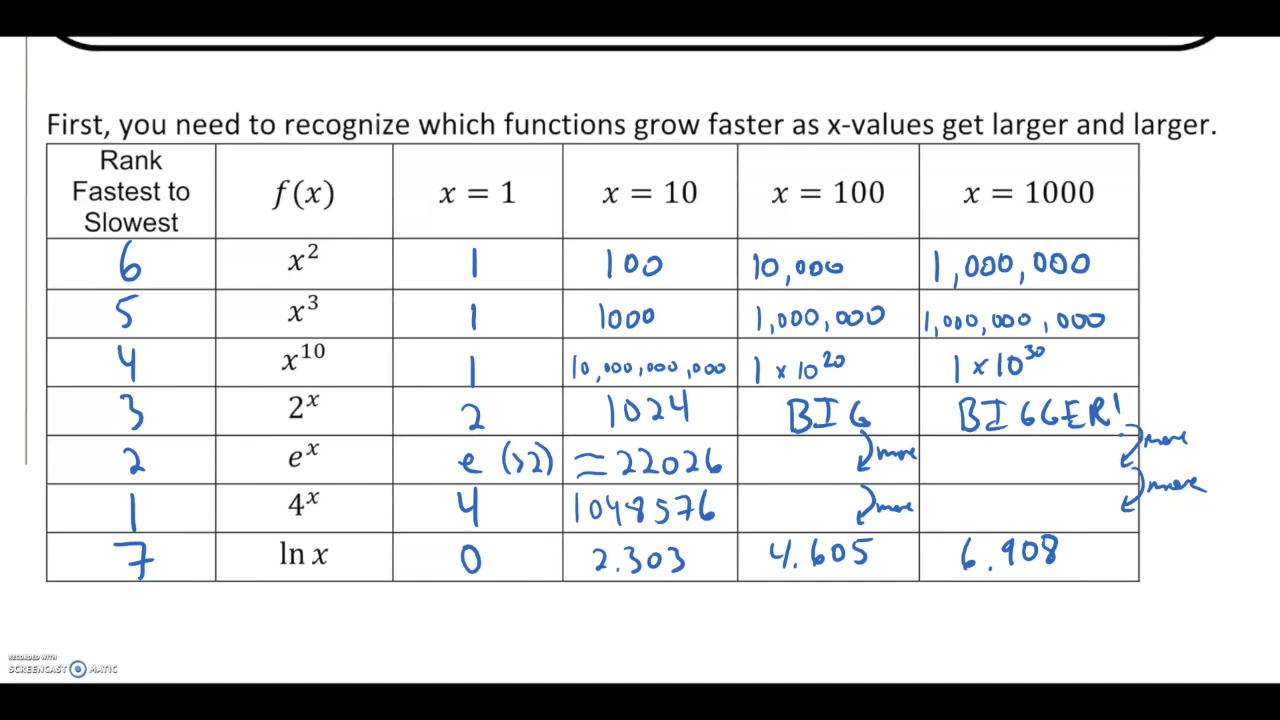 First, you need to recognize which functions grow faster as x-values get larger and larger.
Rank Fastest to Slowest f(x) x = 1 x = 10 x = 100 x = 1000
6 x² 1 100 10,000 1,000,000
5 x³ 1 1000 1,000,000 1,000,000,000
4 x¹⁰ 1 10,000,000,000 1 × 10²⁰ 1 × 10³⁰
3 2ˣ 2 1024 BIG BIGGER!
2 eˣ e (>2) ≈22026 more more
1 4ˣ 4 1048576 more more
7 ln x 0 2.303 4.605 6.908
RECORDED WITH
SCREENCAST MATIC